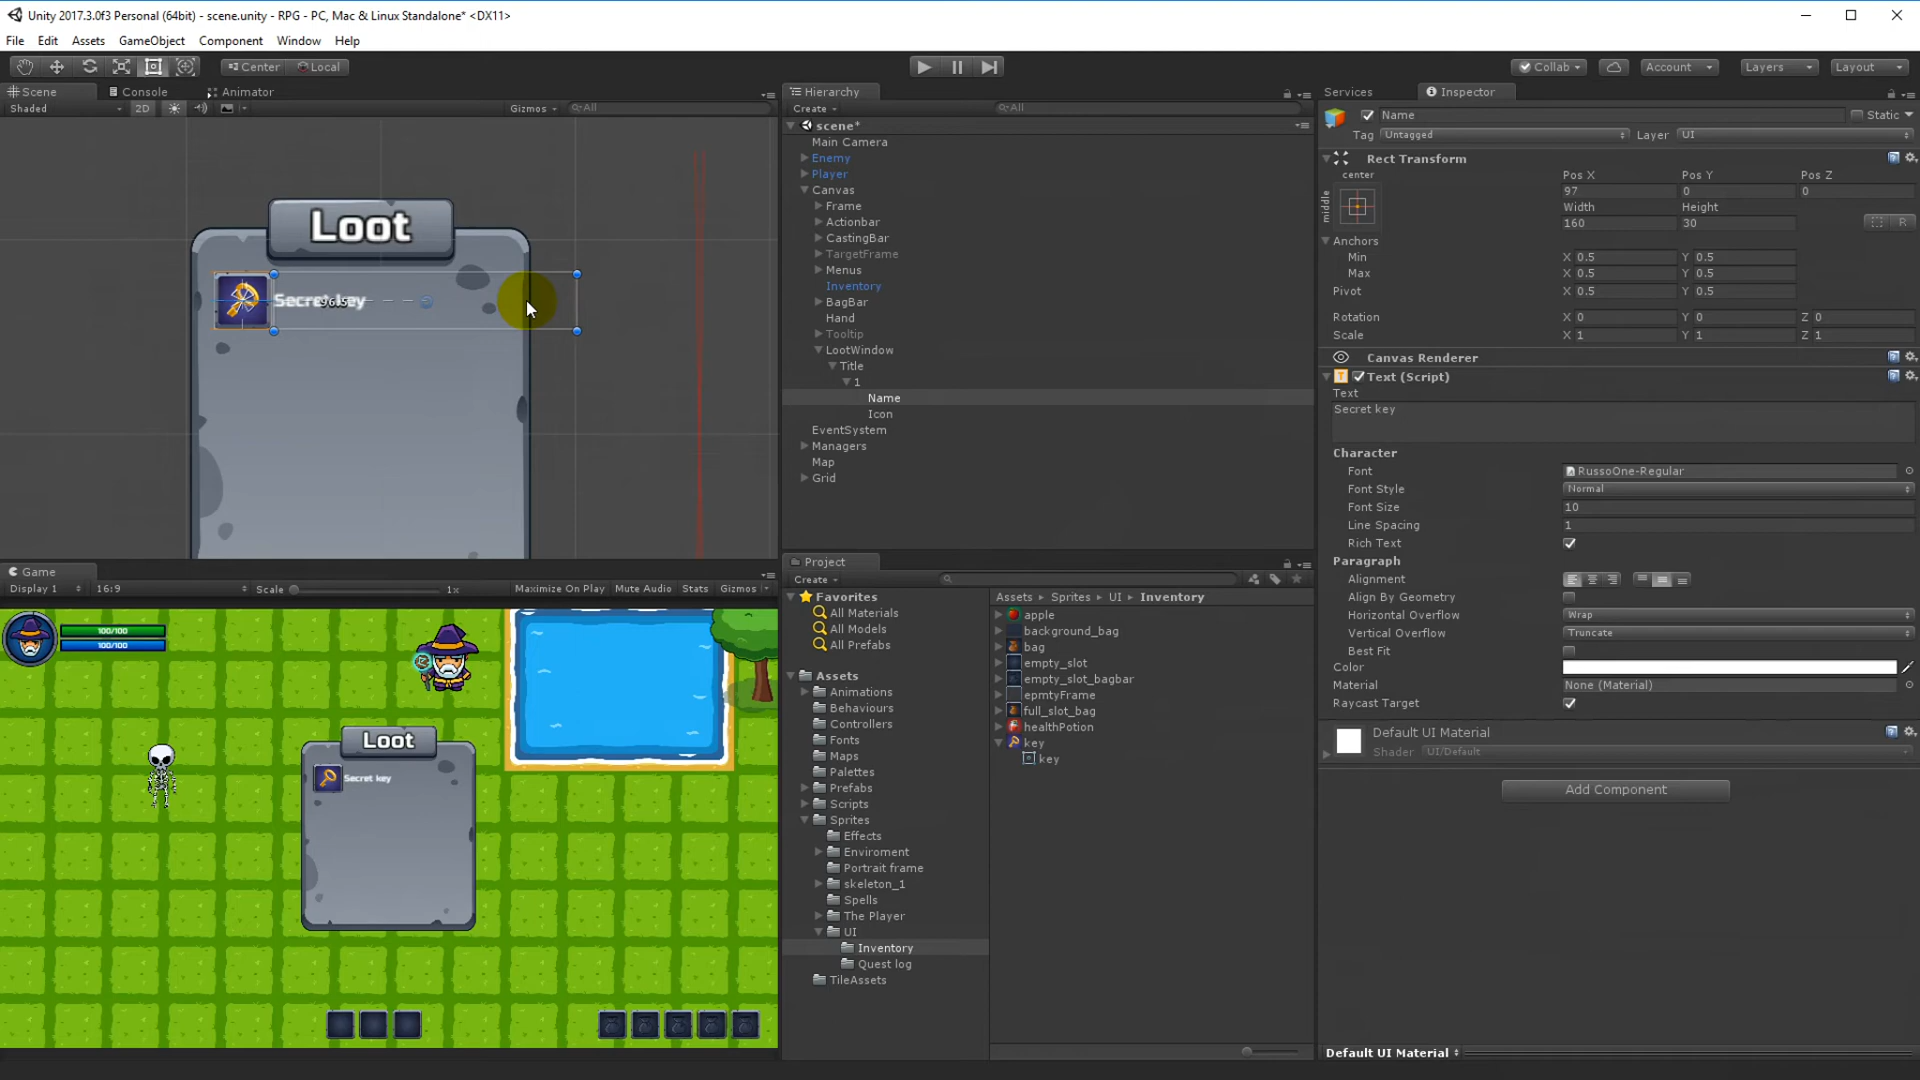 Unity 2017.3.0f3 Personal (64bit) - scene.unity - RPG - PC, Mac & Linux Standalone* <DX11>
File Edit Assets GameObject Component Window Help
Center Local
Collab Account Layers Layout
Scene Console Animator
Shaded 2D Gizmos All
Loot
Secret key
Hierarchy
Create All
scene*
Main Camera
Enemy
Player
Canvas
Frame
Actionbar
CastingBar
TargetFrame
Menus
Inventory
BagBar
Hand
Tooltip
LootWindow
Title
1
Name
Icon
EventSystem
Managers
Map
Grid
Services Inspector
Name Static
Tag Untagged Layer UI
Rect Transform
center
middle
Pos X Pos Y Pos Z
97 0 0
Width Height
160 30
R
Anchors
Min X 0.5 Y 0.5
Max X 0.5 Y 0.5
Pivot X 0.5 Y 0.5
Rotation X 0 Y 0 Z 0
Scale X 1 Y 1 Z 1
Canvas Renderer
Text (Script)
Text
Secret key
Character
Font RussoOne-Regular
Font Style Normal
Font Size 10
Line Spacing 1
Rich Text
Paragraph
Alignment
Align By Geometry
Horizontal Overflow Wrap
Vertical Overflow Truncate
Best Fit
Color
Material None (Material)
Raycast Target
Default UI Material
Shader UI/Default
Add Component
Default UI Material
Game
Display 1 16:9 Scale 1x Maximize On Play Mute Audio Stats Gizmos
100/100
100/100
Loot
Secret key
Project
Create
Favorites
All Materials
All Models
All Prefabs
Assets
Animations
Behaviours
Controllers
Fonts
Maps
Palettes
Prefabs
Scripts
Sprites
Effects
Enviroment
Portrait frame
skeleton_1
Spells
The Player
UI
Inventory
Quest log
TileAssets
Assets Sprites UI Inventory
apple
background_bag
bag
empty_slot
empty_slot_bagbar
epmtyFrame
full_slot_bag
healthPotion
key
key